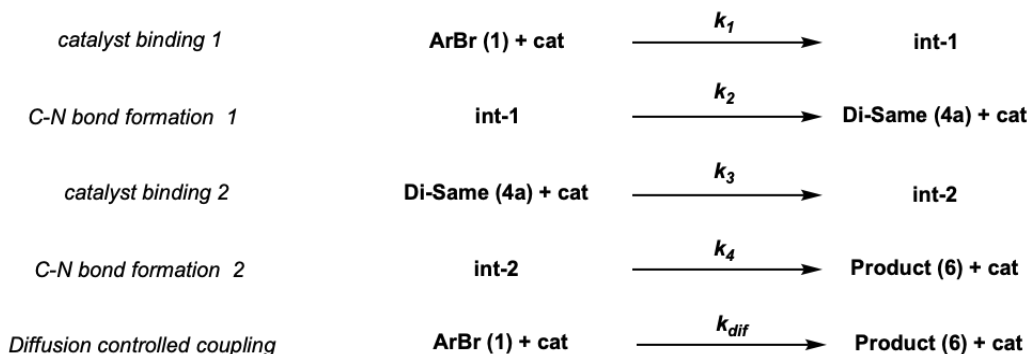 catalyst binding 1 ArBr (1) + cat k1 int-1
C-N bond formation 1 int-1 k2 Di-Same (4a) + cat
catalyst binding 2 Di-Same (4a) + cat k3 int-2
C-N bond formation 2 int-2 k4 Product (6) + cat
Diffusion controlled coupling ArBr (1) + cat kdif Product (6) + cat